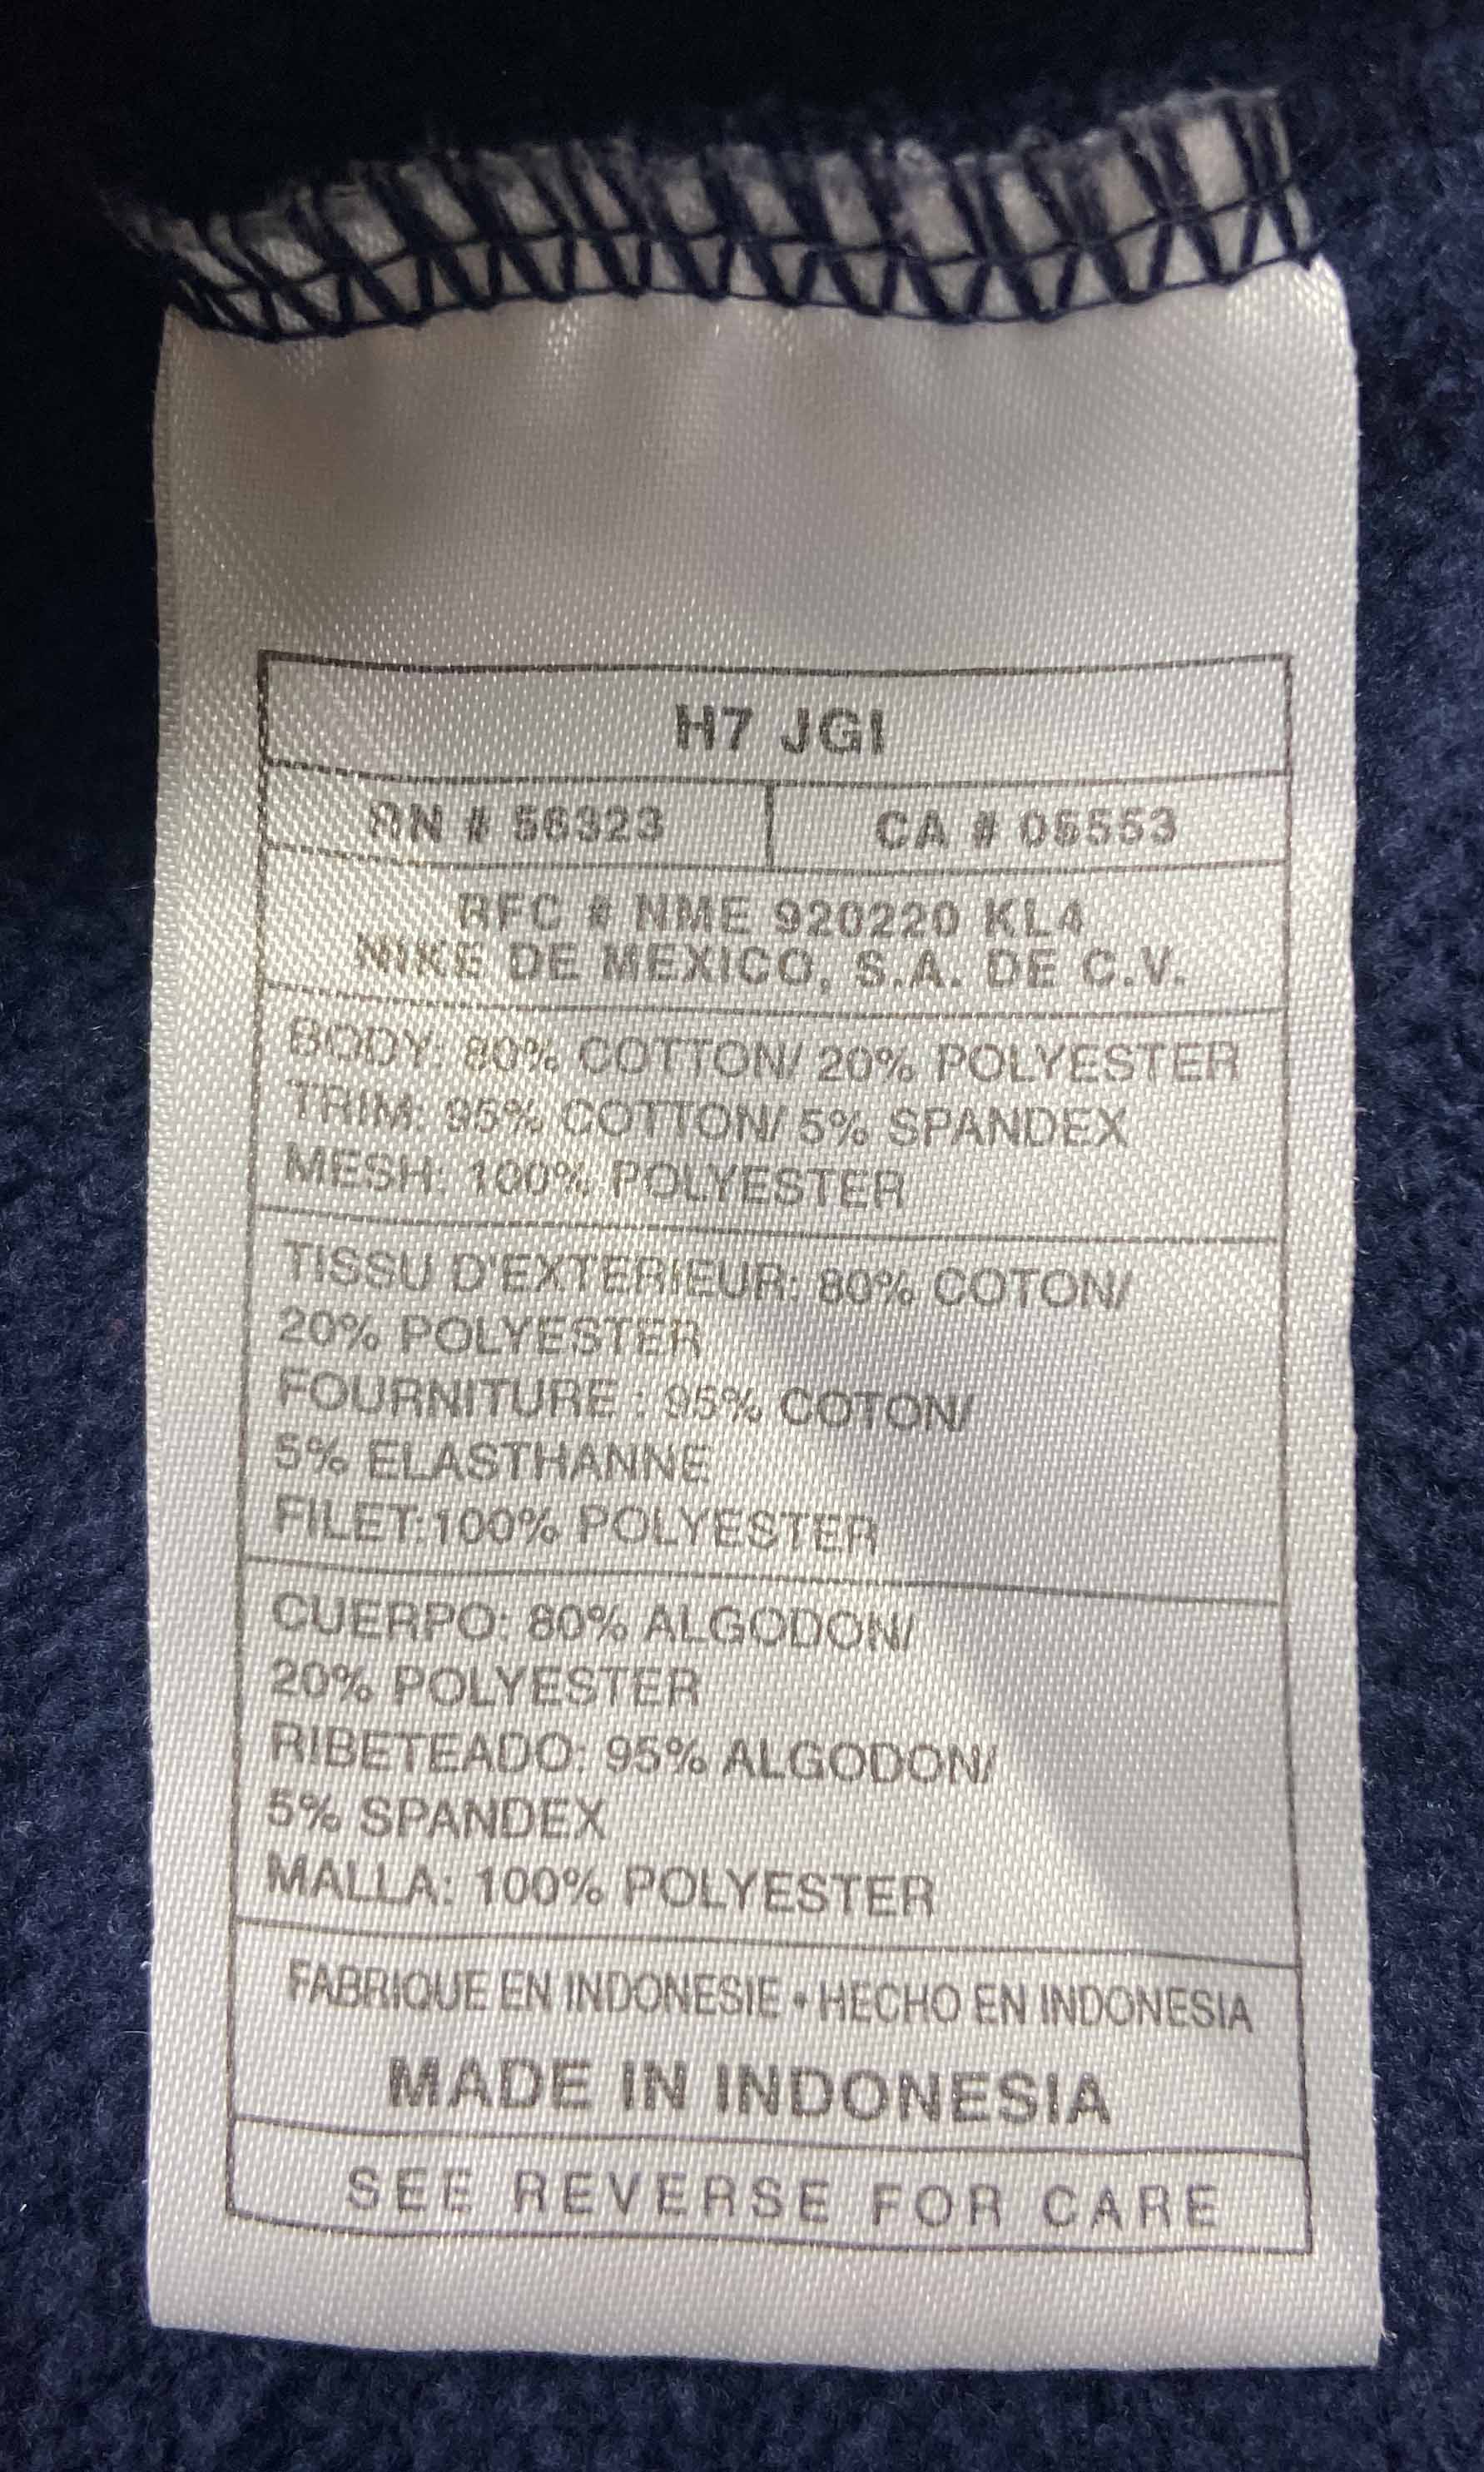 H7 JGI
RN # 56323
CA # 05553
RFC # NME 920220 KL4
NIKE DE MEXICO, S.A. DE C.V.
BODY: 80% COTTON/ 20% POLYESTER
TRIM: 95% COTTON/ 5% SPANDEX
MESH: 100% POLYESTER
TISSU D'EXTERIEUR: 80% COTON/
20% POLYESTER
FOURNITURE : 95% COTON/
5% ELASTHANNE
FILET:100% POLYESTER
CUERPO: 80% ALGODON/
20% POLYESTER
RIBETEADO: 95% ALGODON/
5% SPANDEX
MALLA: 100% POLYESTER
FABRIQUE EN INDONESIE • HECHO EN INDONESIA
MADE IN INDONESIA
SEE REVERSE FOR CARE